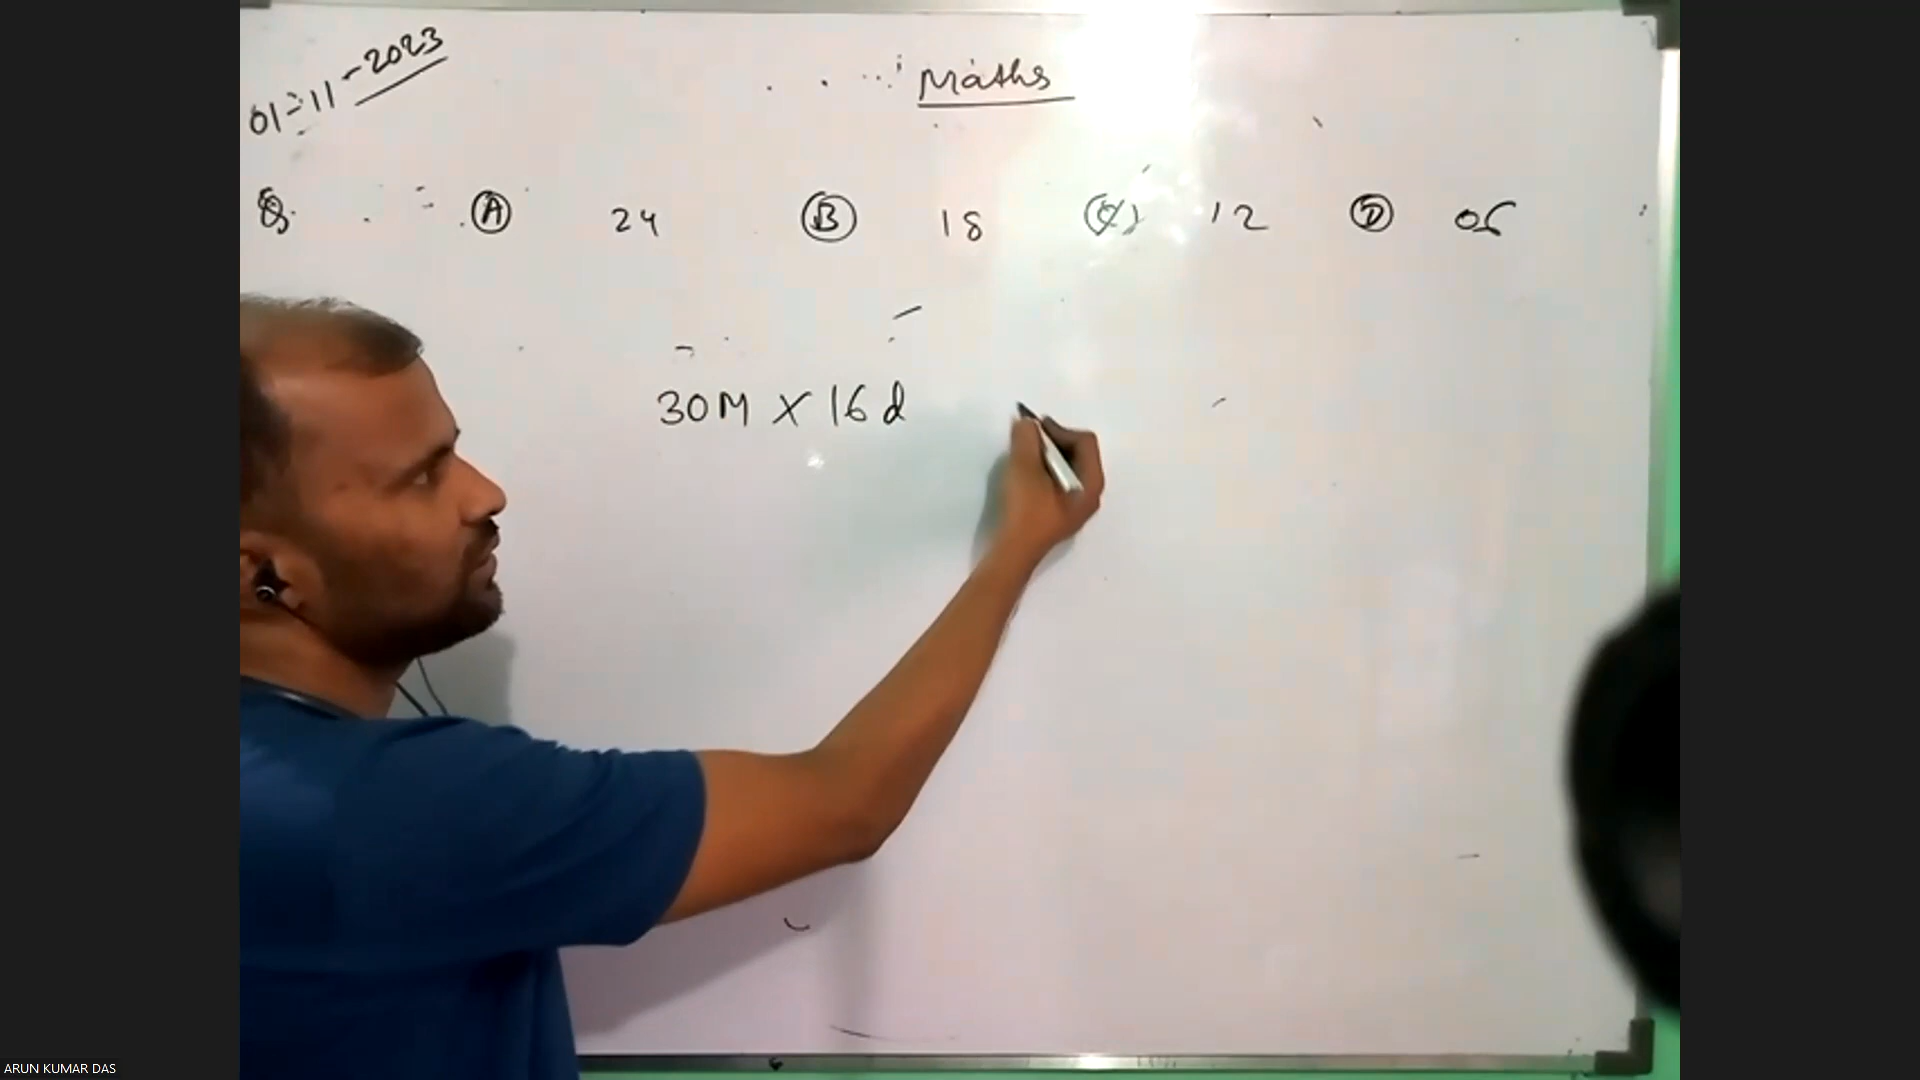 01-11-2023
Maths
Q. A 24 B 18 C 12 D 06
30M X 16d
ARUN KUMAR DAS